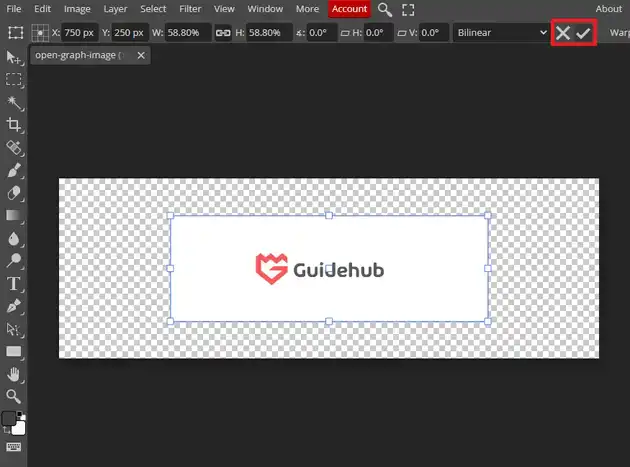 File Edit Image Layer Select Filter View Window More Account About
X: 750 px Y: 250 px W: 58.80% H: 58.80% ∡: 0.0° H: 0.0° V: 0.0° Bilinear Warp
open-graph-image (
Guidehub
T